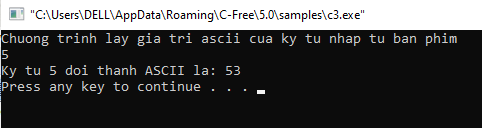 "C:\Users\DELL\AppData\Roaming\C-Free\5.0\samples\c3.exe"
Chuong trinh lay gia tri ascii cua ky tu nhap tu ban phim
5
Ky tu 5 doi thanh ASCII la: 53
Press any key to continue . . .